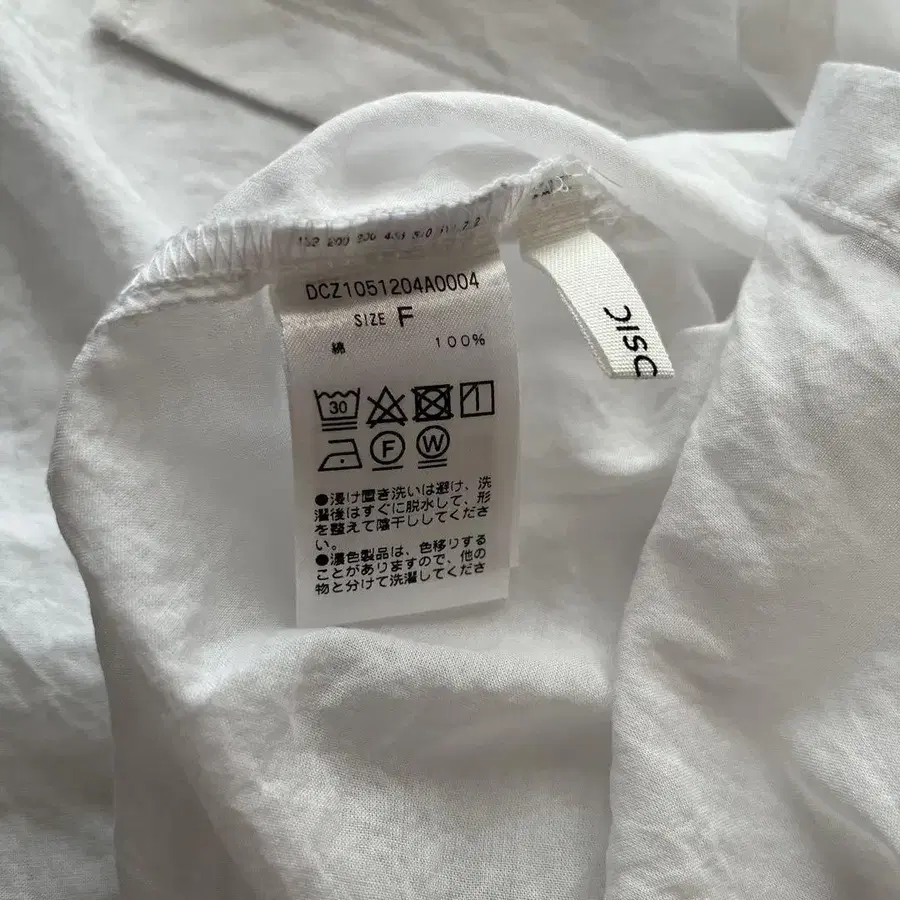 DCZ1051204A0004
SIZE F
綿 100%
30
F W
●浸け置き洗いは避け、洗
濯後はすぐに脱水して、形
を整えて陰干ししてくださ
い。
●濃色製品は、色移りする
ことがありますので、他の
物と分けて洗濯してくださ